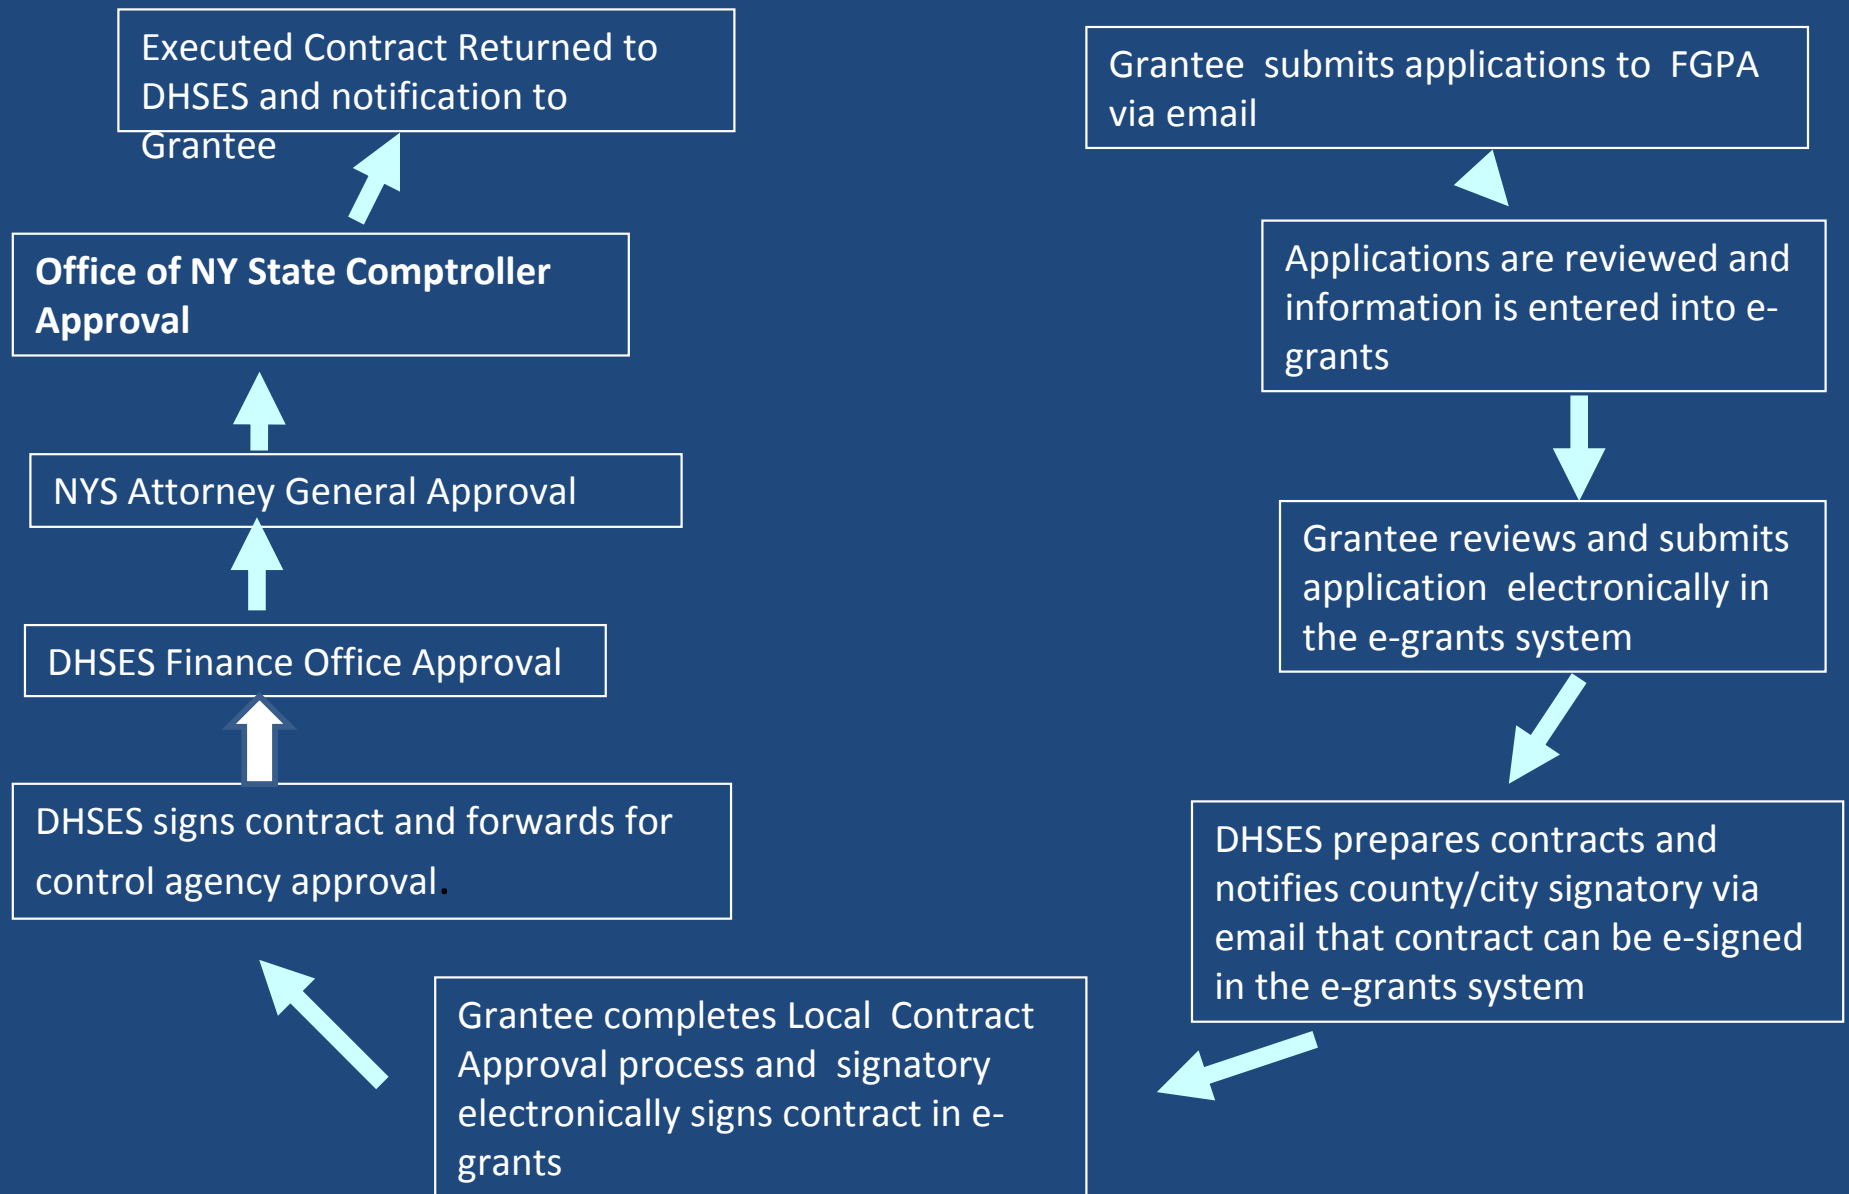 Executed Contract Returned to
DHSES and notification to
Grantee
Office of NY State Comptroller
Approval
NYS Attorney General Approval
DHSES Finance Office Approval
DHSES signs contract and forwards for
control agency approval.
Grantee completes Local Contract
Approval process and signatory
electronically signs contract in e-
grants
Grantee submits applications to FGPA
via email
Applications are reviewed and
information is entered into e-
grants
Grantee reviews and submits
application electronically in
the e-grants system
DHSES prepares contracts and
notifies county/city signatory via
email that contract can be e-signed
in the e-grants system